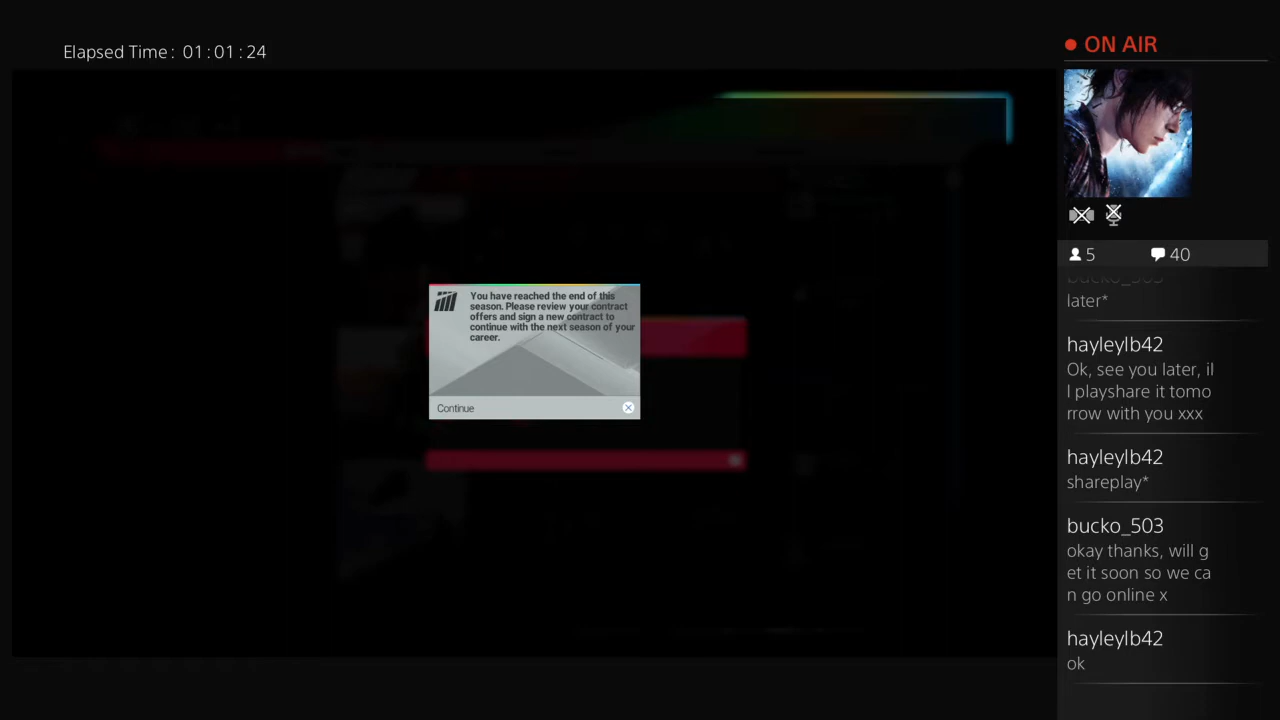 Elapsed Time: 01:01:24
ON AIR
5 40
You have reached the end of this
season. Please review your contract
offers and sign a new contract to
continue with the next season of your
career.
Continue
bucko_503
later*
hayleylb42
Ok, see you later, il
l playshare it tomo
rrow with you xxx
hayleylb42
shareplay*
bucko_503
okay thanks, will g
et it soon so we ca
n go online x
hayleylb42
ok